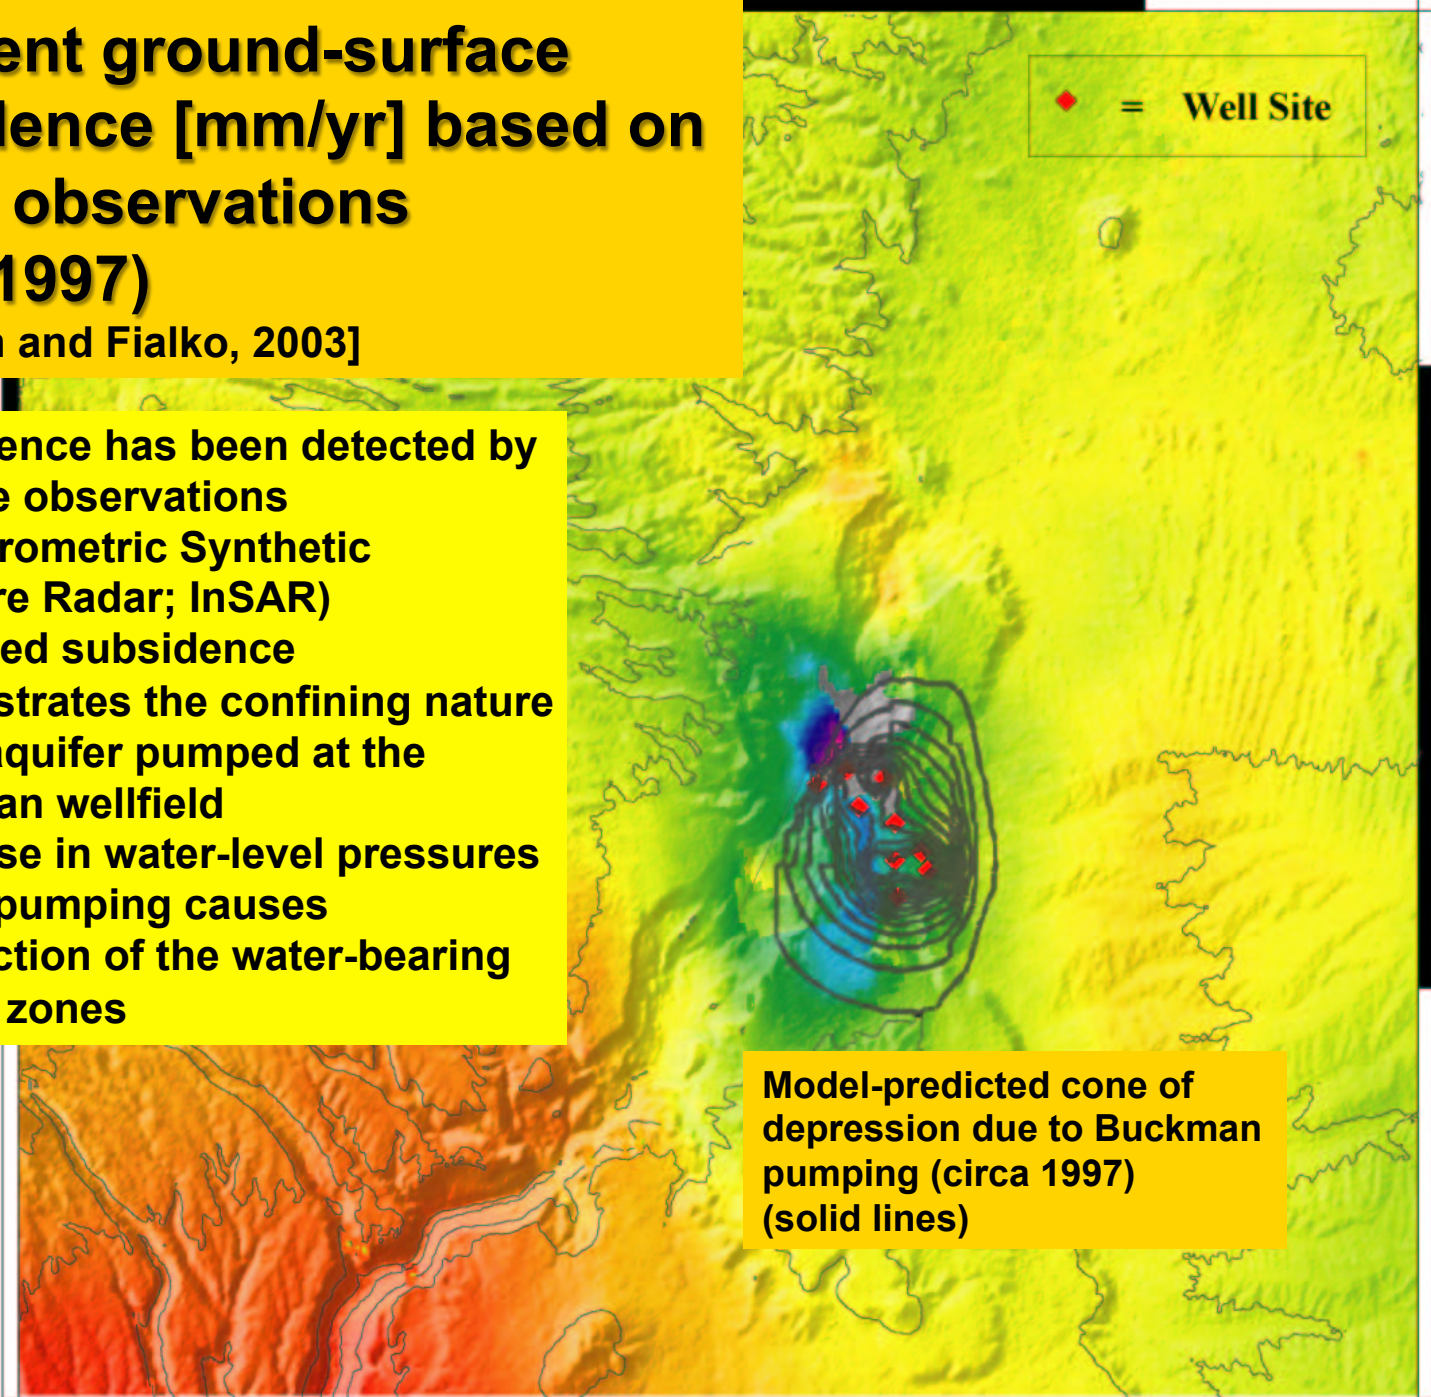 ent ground-surface
lence [mm/yr] based on
observations
1997)
n and Fialko, 2003]
= Well Site
ence has been detected by
e observations
rometric Synthetic
re Radar; InSAR)
ed subsidence
strates the confining nature
aquifer pumped at the
an wellfield
se in water-level pressures
pumping causes
ction of the water-bearing
zones
Model-predicted cone of
depression due to Buckman
pumping (circa 1997)
(solid lines)